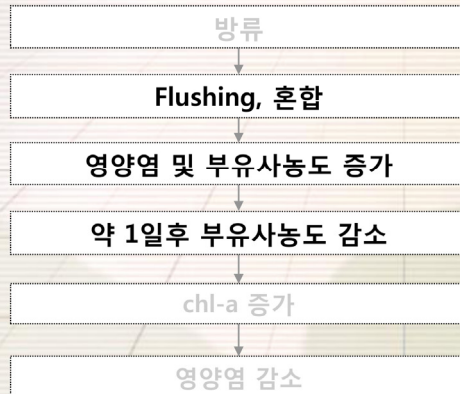 방류
Flushing, 혼합
영양염 및 부유사농도 증가
약 1일후 부유사농도 감소
chl-a 증가
영양염 감소